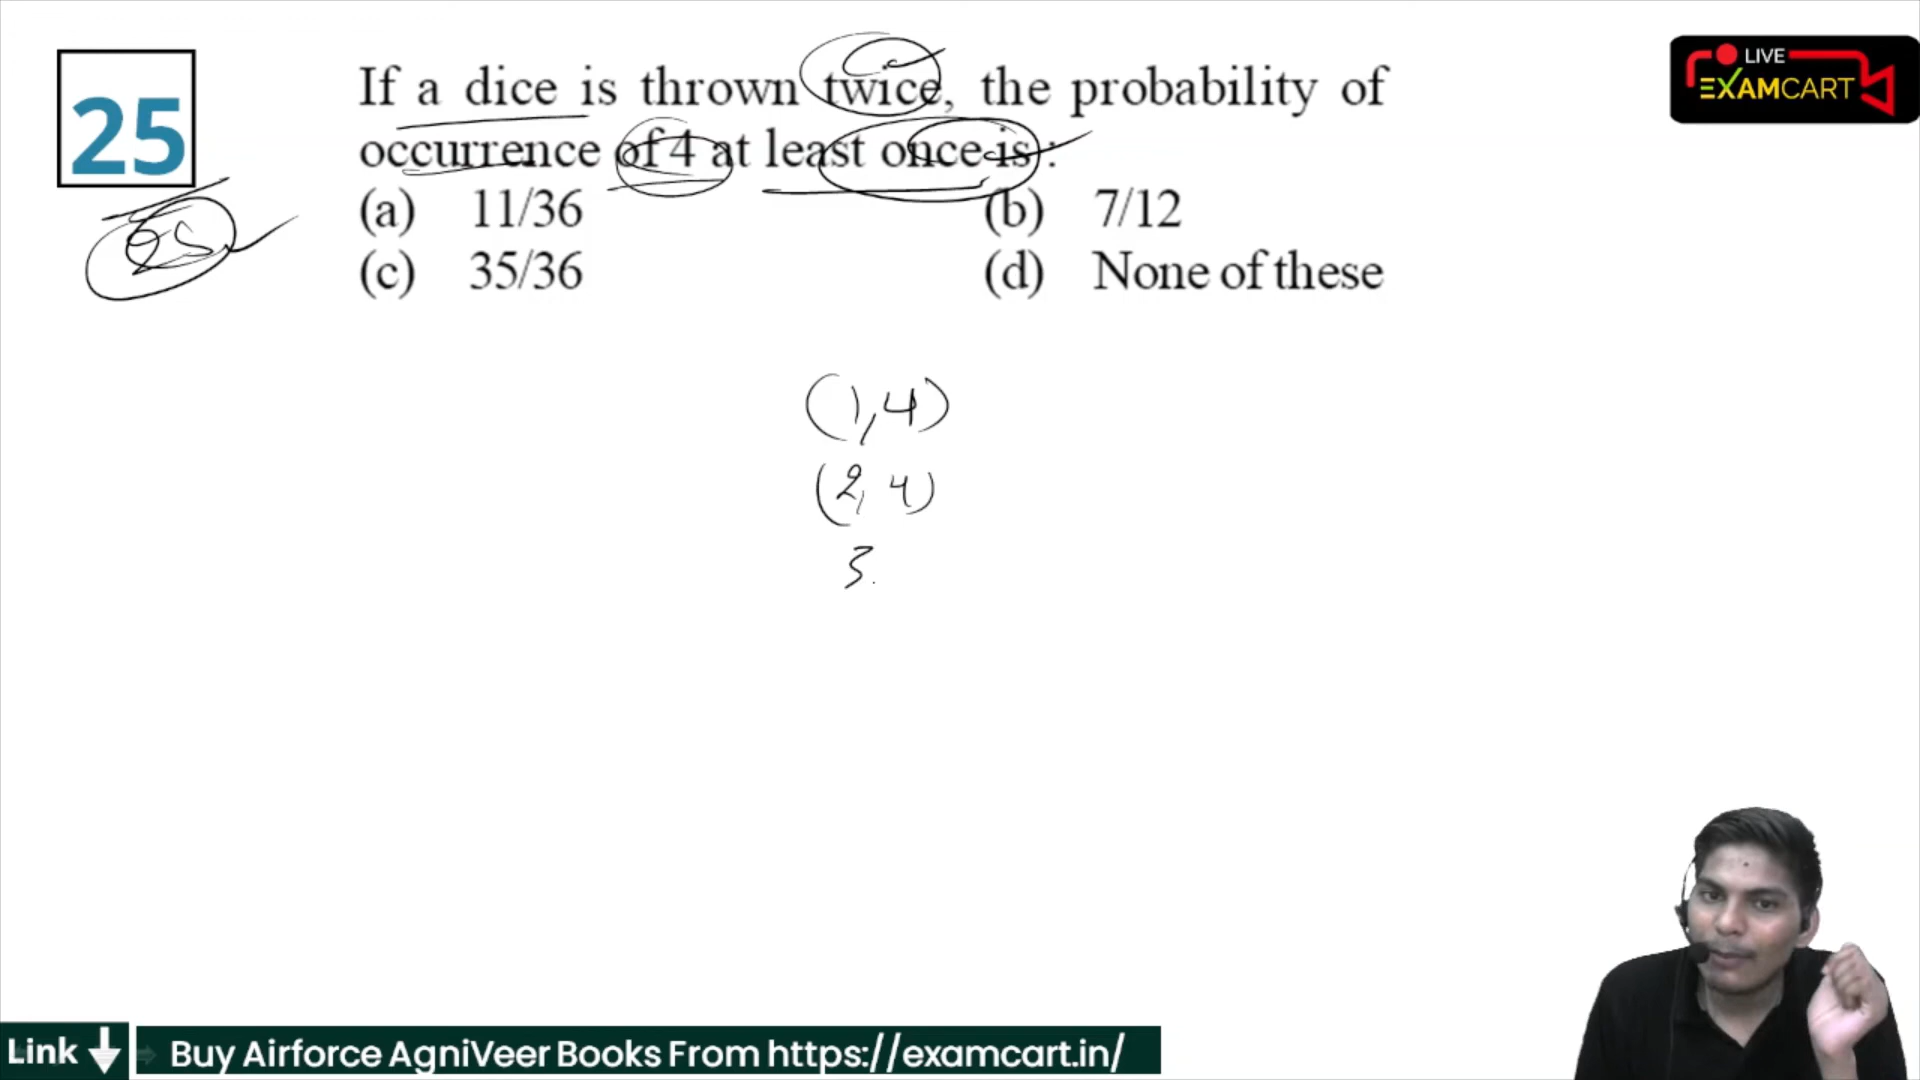 25
If a dice is thrown twice, the probability of
occurrence of 4 at least once is :
(a) 11/36 (b) 7/12
(c) 35/36 (d) None of these
25
(1,4)
(2,4)
3.
LIVE
EXAMCART
Link
Buy Airforce AgniVeer Books From https://examcart.in/